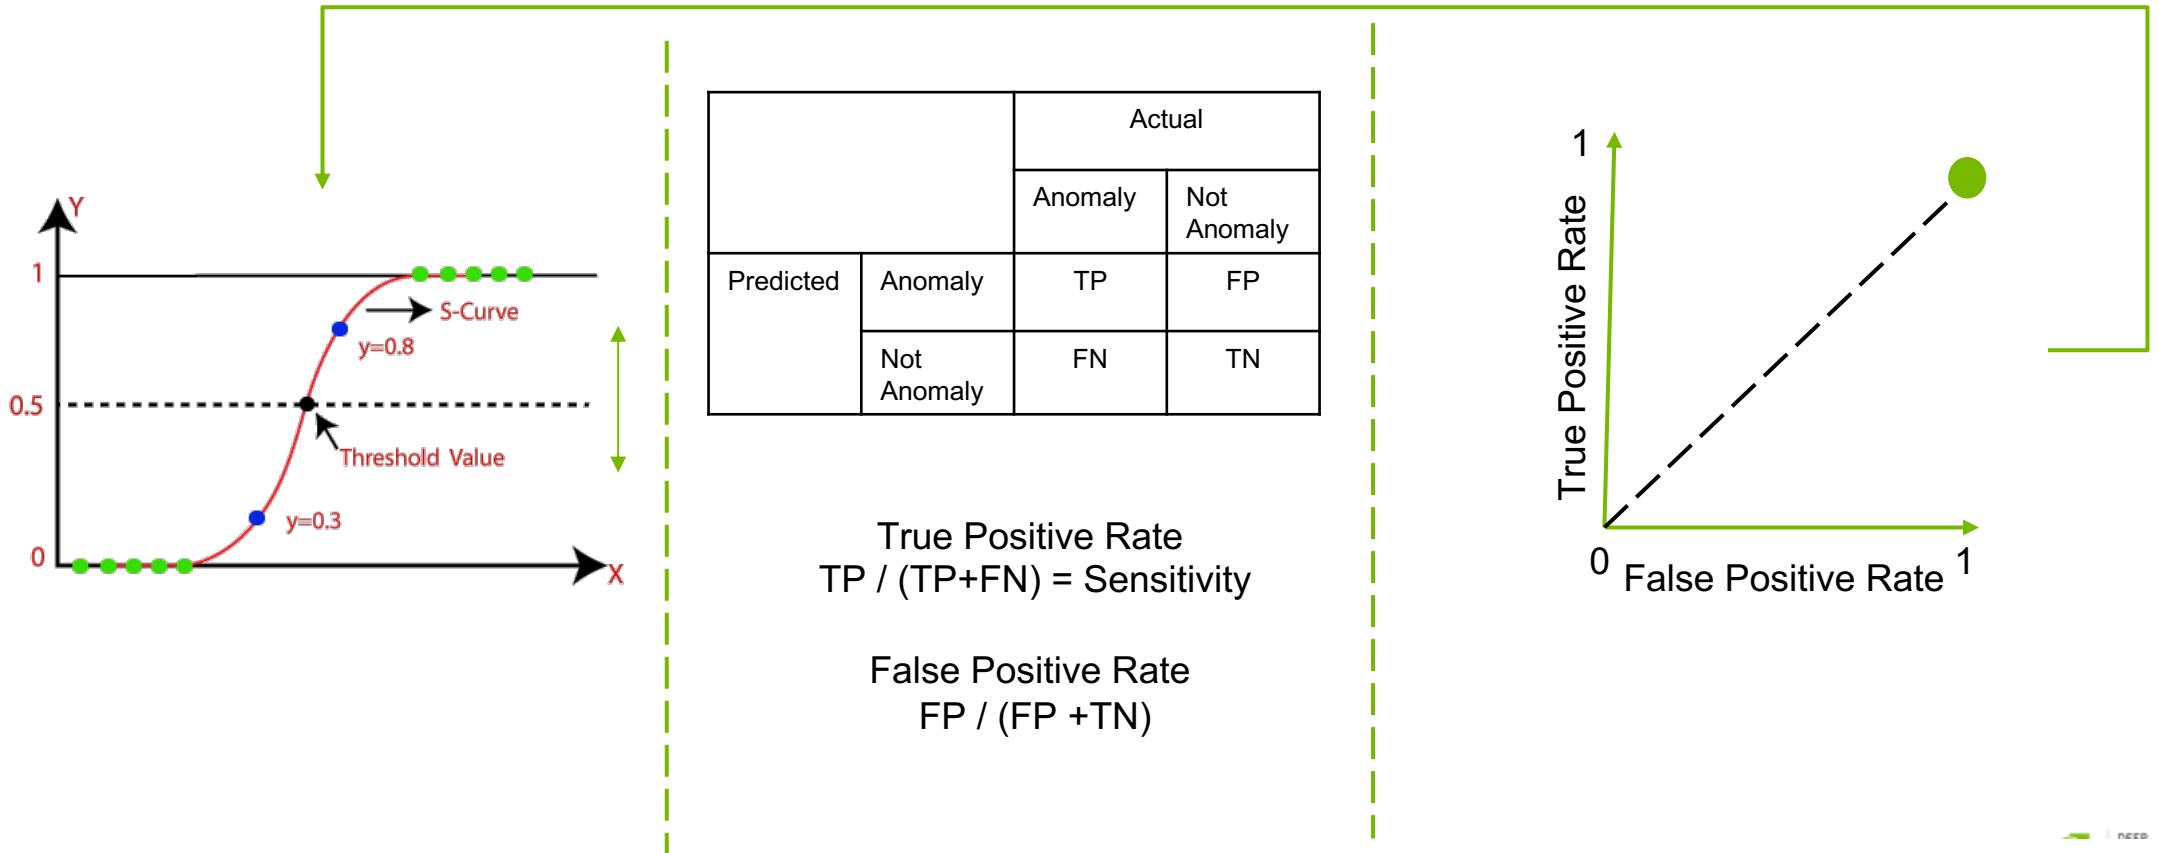 Y
1
S-Curve
y=0.8
0.5
Threshold Value
y=0.3
0
X
Actual
Anomaly
Not
Anomaly
Predicted
Anomaly
TP
FP
Not
Anomaly
FN
TN
True Positive Rate
TP / (TP+FN) = Sensitivity
False Positive Rate
FP / (FP +TN)
1
True Positive Rate
0
False Positive Rate
1